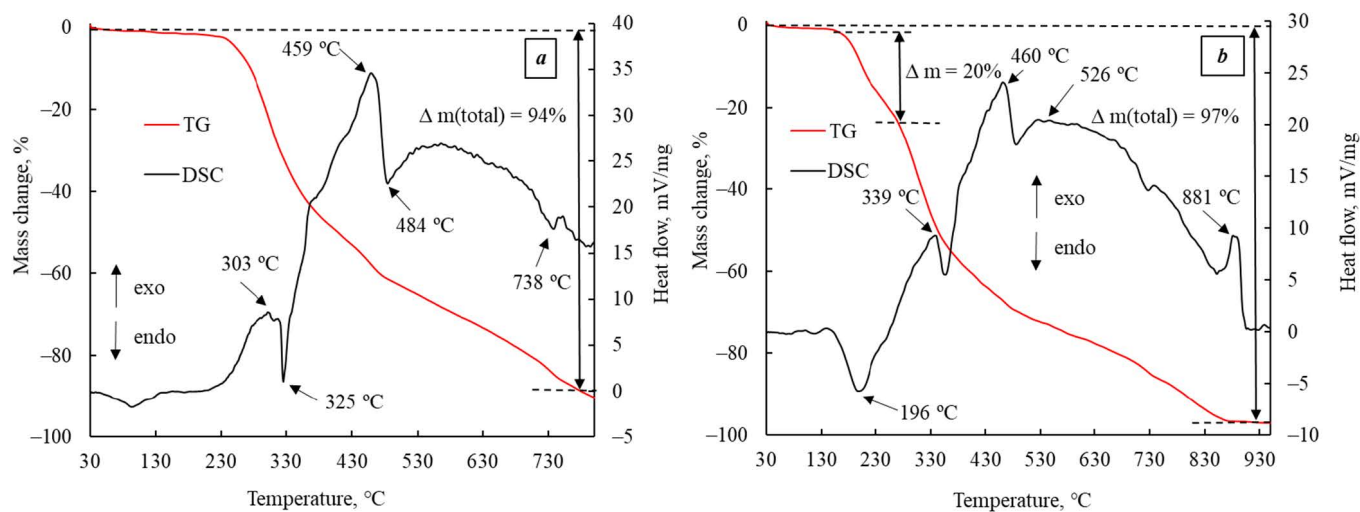 a
Δ m(total) = 94%
TG
DSC
exo
endo
303 ºC
325 ºC
459 ºC
484 ºC
738 ºC
Mass change, %
0
−20
−40
−60
−80
−100
Heat flow, mV/mg
40
35
30
25
20
15
10
5
0
−5
30 130 230 330 430 530 630 730
Temperature, °C
b
Δ m = 20%
Δ m(total) = 97%
TG
DSC
exo
endo
196 ºC
339 ºC
460 ºC
526 ºC
881 ºC
Mass change, %
0
−20
−40
−60
−80
−100
Heat flow, mV/mg
30
25
20
15
10
5
0
−5
−10
30 130 230 330 430 530 630 730 830 930
Temperature, °C